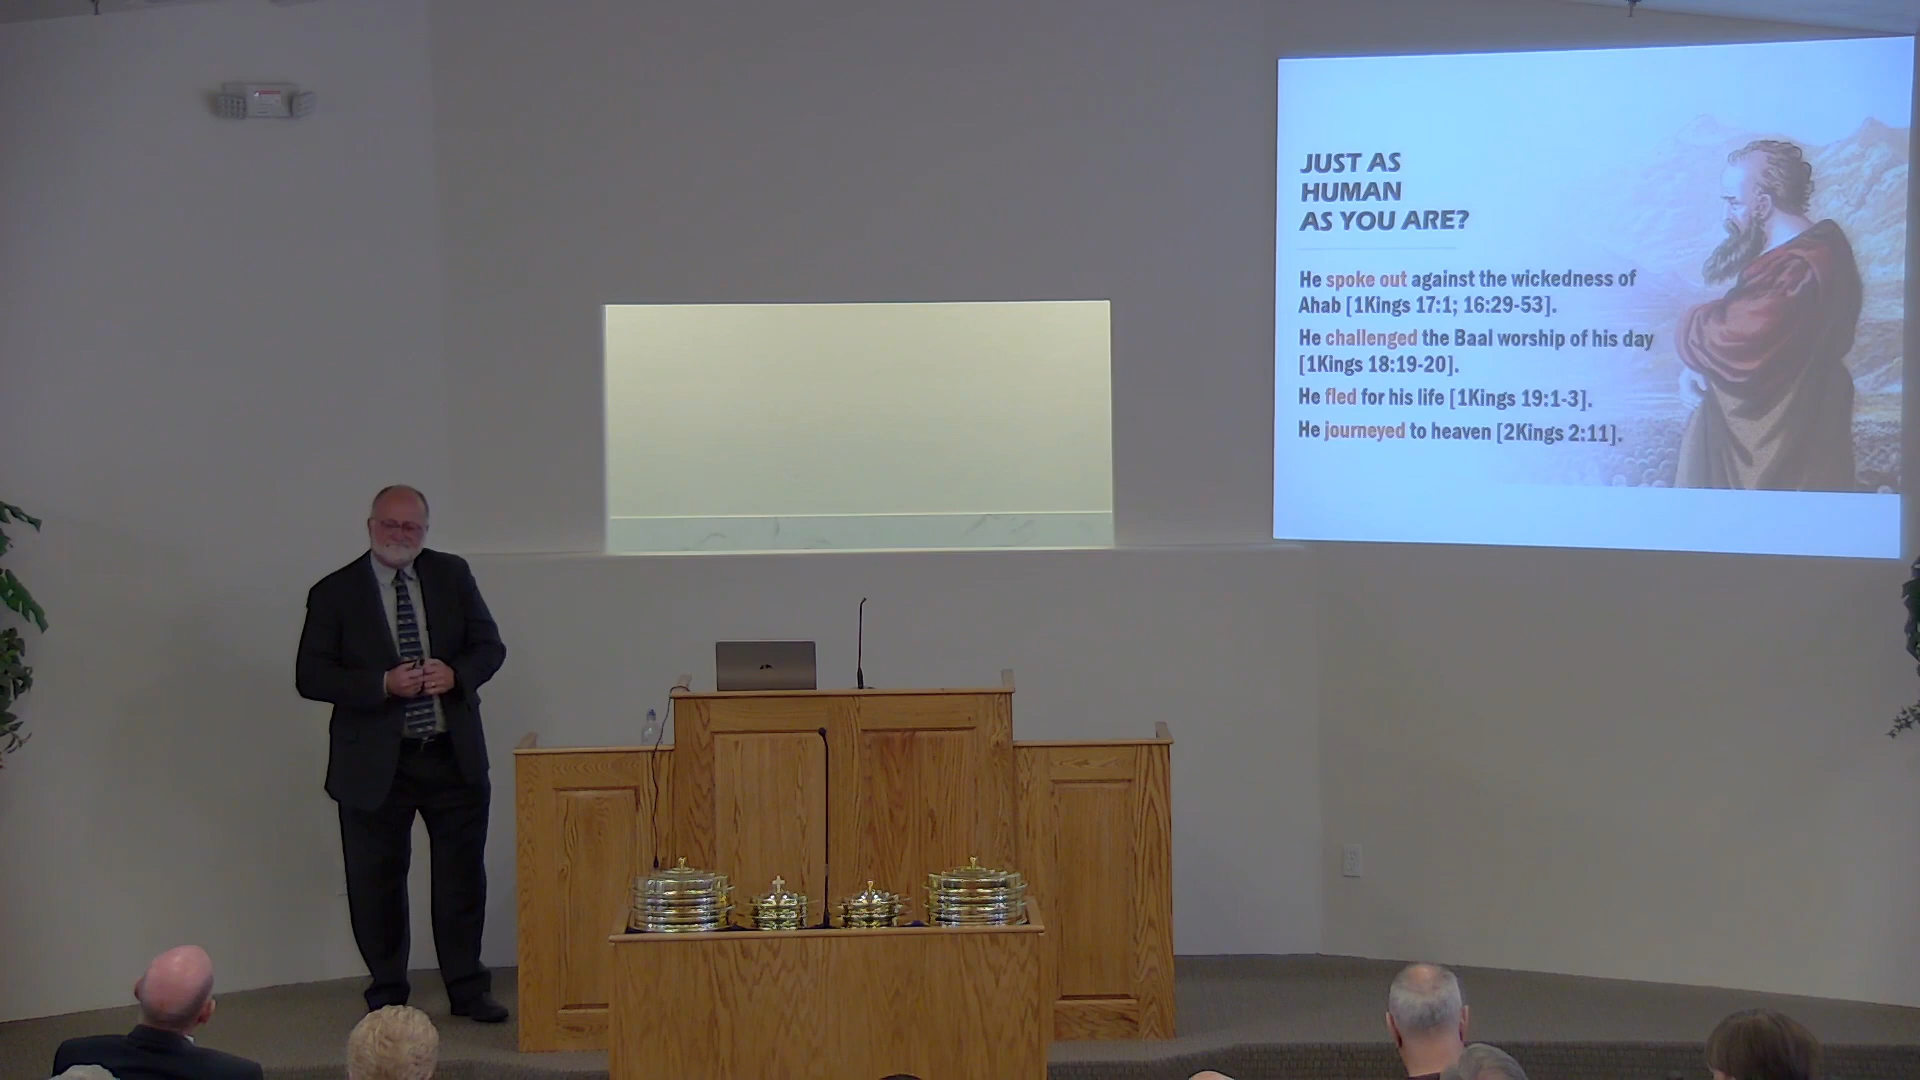 JUST AS
HUMAN
AS YOU ARE?
He spoke out against the wickedness of
Ahab [1Kings 17:1; 16:29-53].
He challenged the Baal worship of his day
[1Kings 18:19-20].
He fled for his life [1Kings 19:1-3].
He journeyed to heaven [2Kings 2:11].